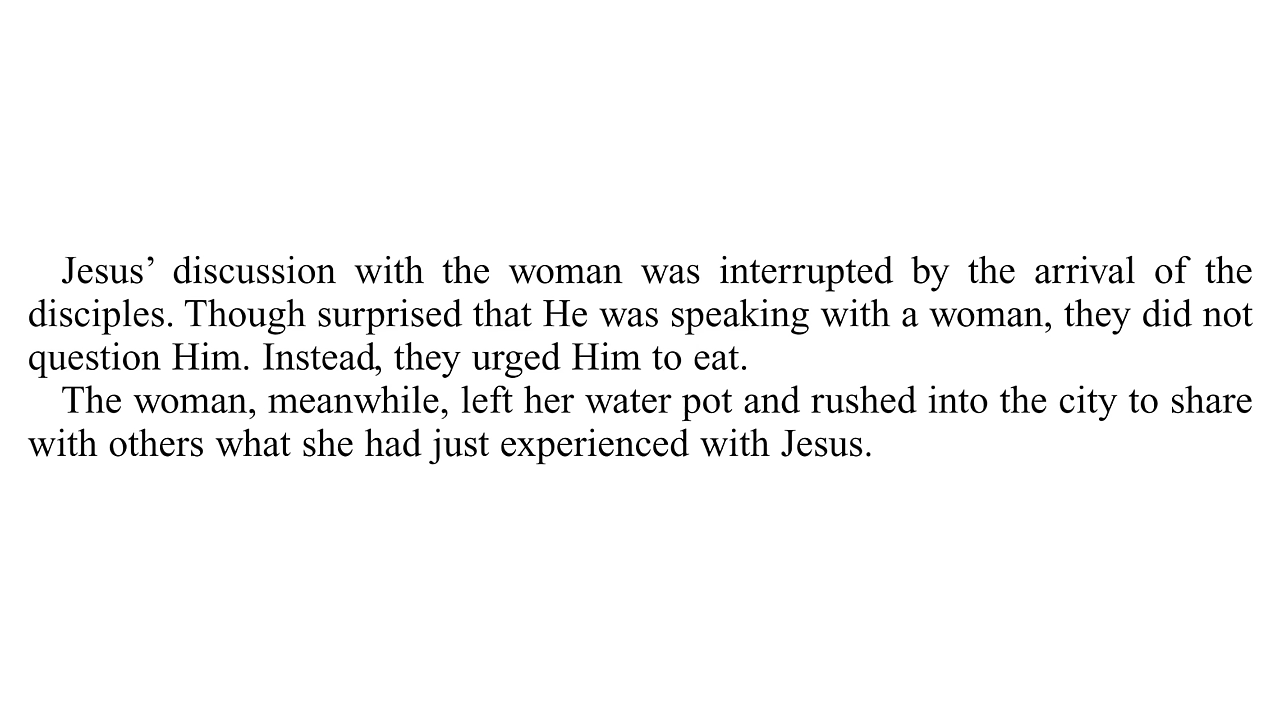 Jesus’ discussion with the woman was interrupted by the arrival of the
disciples. Though surprised that He was speaking with a woman, they did not
question Him. Instead, they urged Him to eat.
The woman, meanwhile, left her water pot and rushed into the city to share
with others what she had just experienced with Jesus.